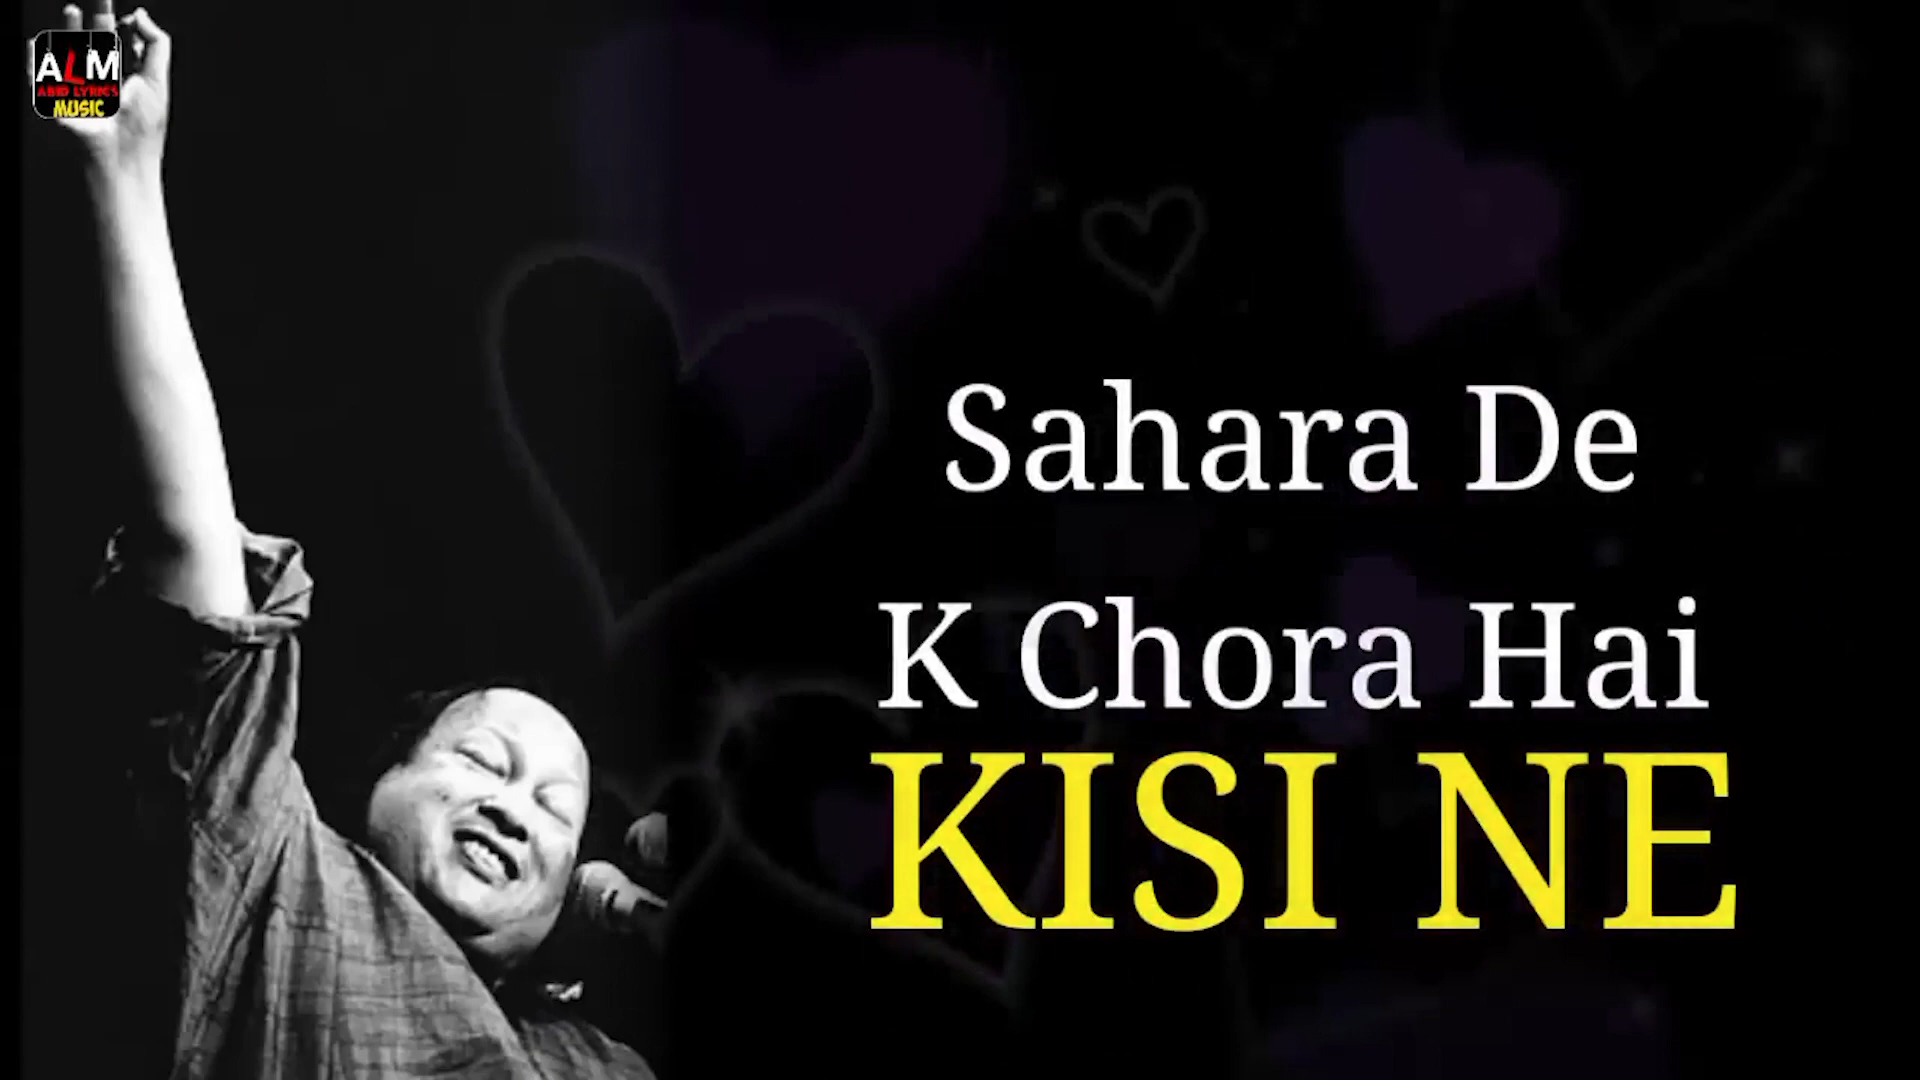 ALM
ABID LYRICS
MUSIC
Sahara De
K Chora Hai
KISI NE